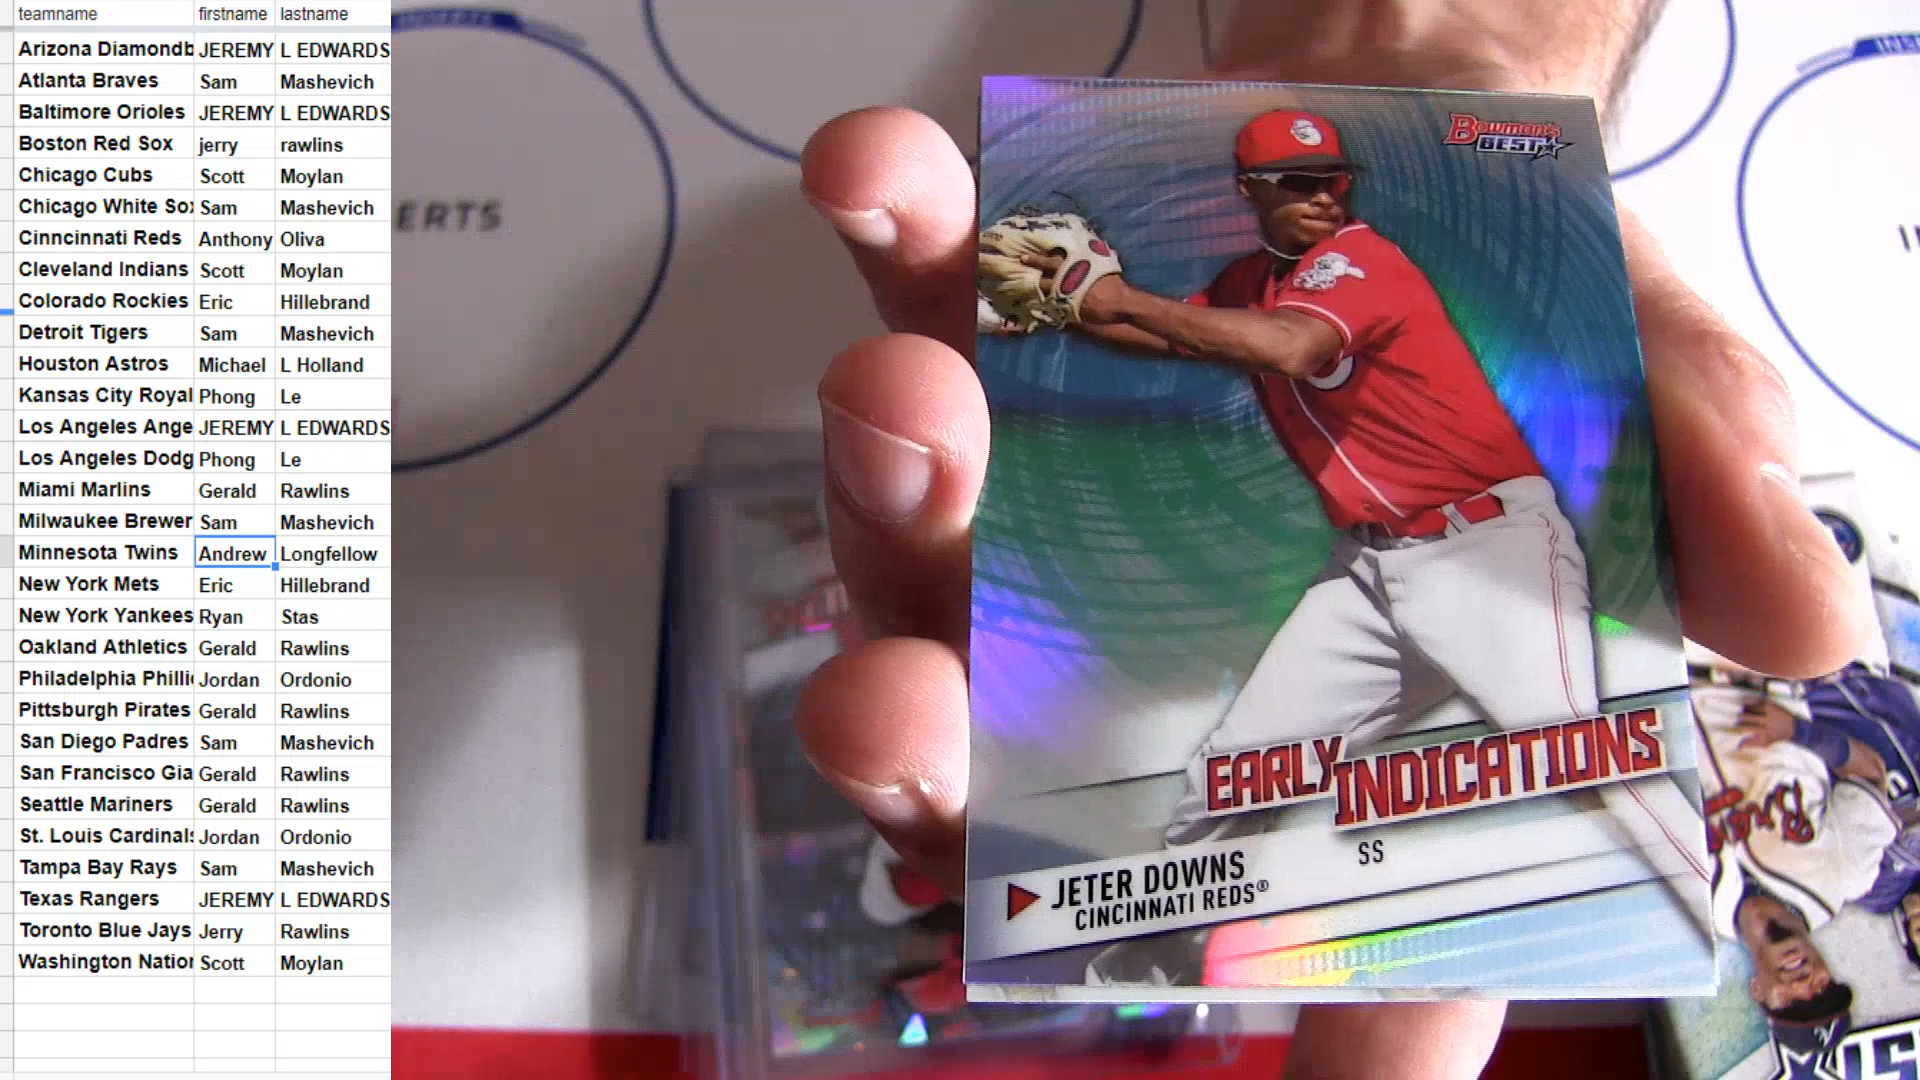 teamname firstname lastname
Arizona Diamondb JEREMY L EDWARDS
Atlanta Braves Sam Mashevich
Baltimore Orioles JEREMY L EDWARDS
Boston Red Sox jerry rawlins
Chicago Cubs Scott Moylan
Chicago White Sox Sam Mashevich
Cinncinnati Reds Anthony Oliva
Cleveland Indians Scott Moylan
Colorado Rockies Eric Hillebrand
Detroit Tigers Sam Mashevich
Houston Astros Michael L Holland
Kansas City Royal Phong Le
Los Angeles Ange JEREMY L EDWARDS
Los Angeles Dodg Phong Le
Miami Marlins Gerald Rawlins
Milwaukee Brewer Sam Mashevich
Minnesota Twins Andrew Longfellow
New York Mets Eric Hillebrand
New York Yankees Ryan Stas
Oakland Athletics Gerald Rawlins
Philadelphia Philli Jordan Ordonio
Pittsburgh Pirates Gerald Rawlins
San Diego Padres Sam Mashevich
San Francisco Gia Gerald Rawlins
Seattle Mariners Gerald Rawlins
St. Louis Cardinals Jordan Ordonio
Tampa Bay Rays Sam Mashevich
Texas Rangers JEREMY L EDWARDS
Toronto Blue Jays Jerry Rawlins
Washington Nation Scott Moylan
ERTS
Bowman's
BEST
EARLY INDICATIONS
SS
JETER DOWNS
CINCINNATI REDS®